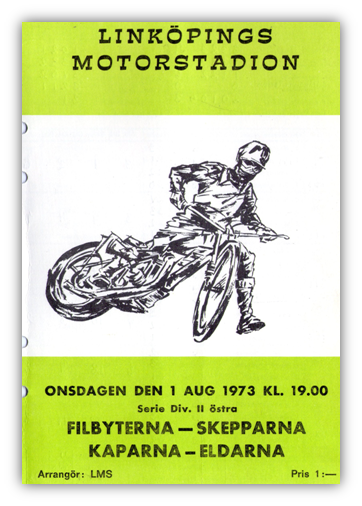 LINKÖPINGS
MOTORSTADION
ONSDAGEN DEN 1 AUG 1973 KL. 19.00
Serie Div. II östra
FILBYTERNA — SKEPPARNA
KAPARNA – ELDARNA
Arrangör: LMS Pris 1:—